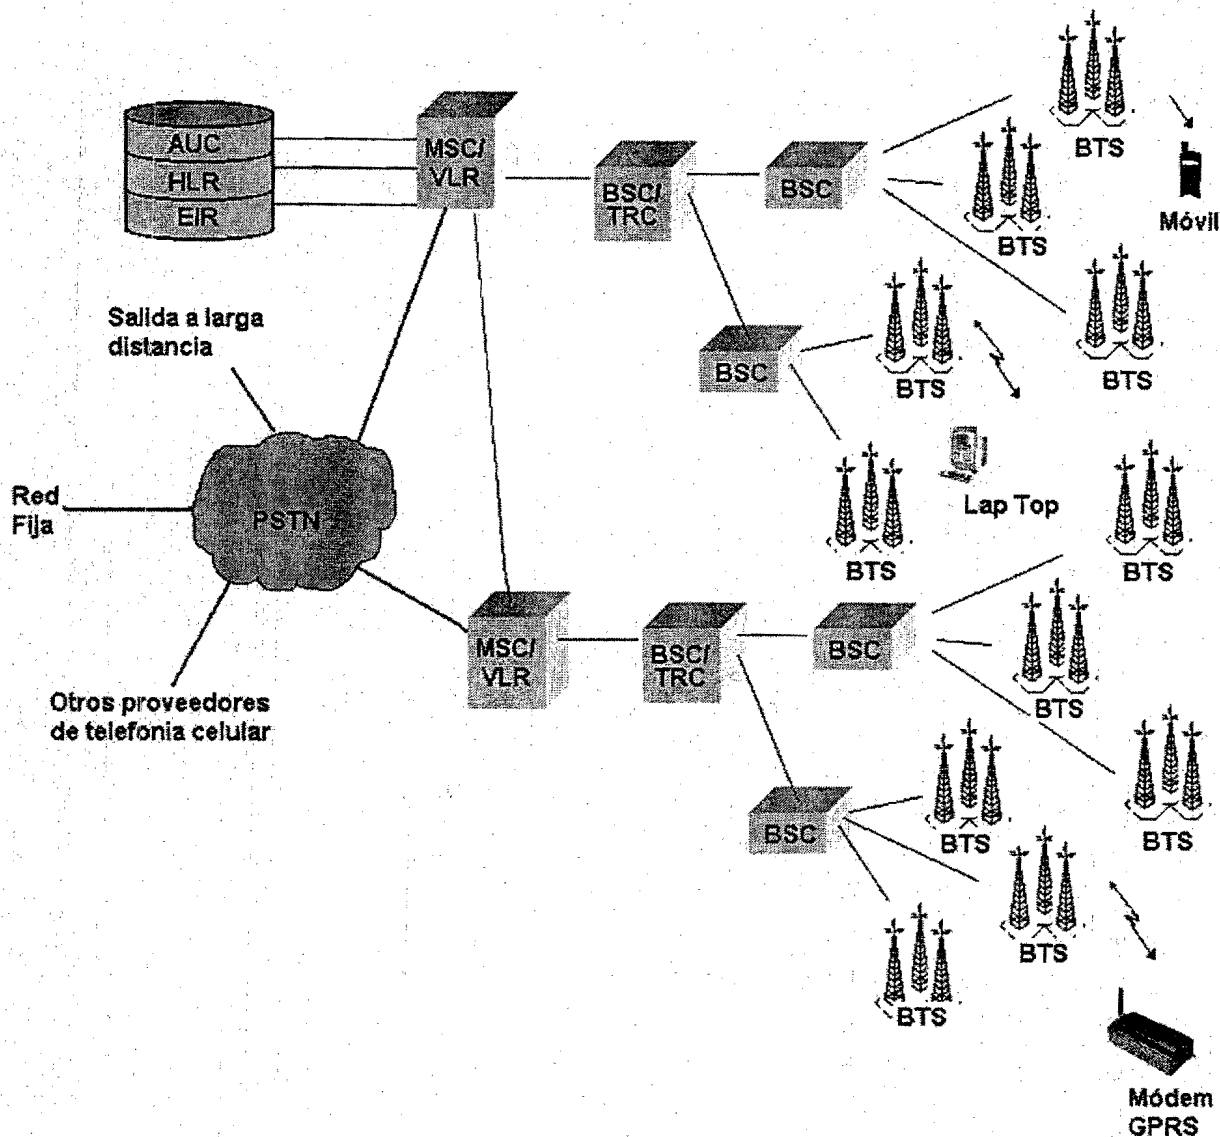 AUC
HLR
EIR
MSC/
VLR
BSC/
TRC
BSC
BTS
Móvil
BTS
BTS
BSC
BTS
BTS
Lap Top
Salida a larga
distancia
Red
Fija
PSTN
Otros proveedores
de telefonia celular
MSC/
VLR
BSC/
TRC
BSC
BTS
BTS
BTS
BSC
BTS
BTS
BTS
Módem
GPRS